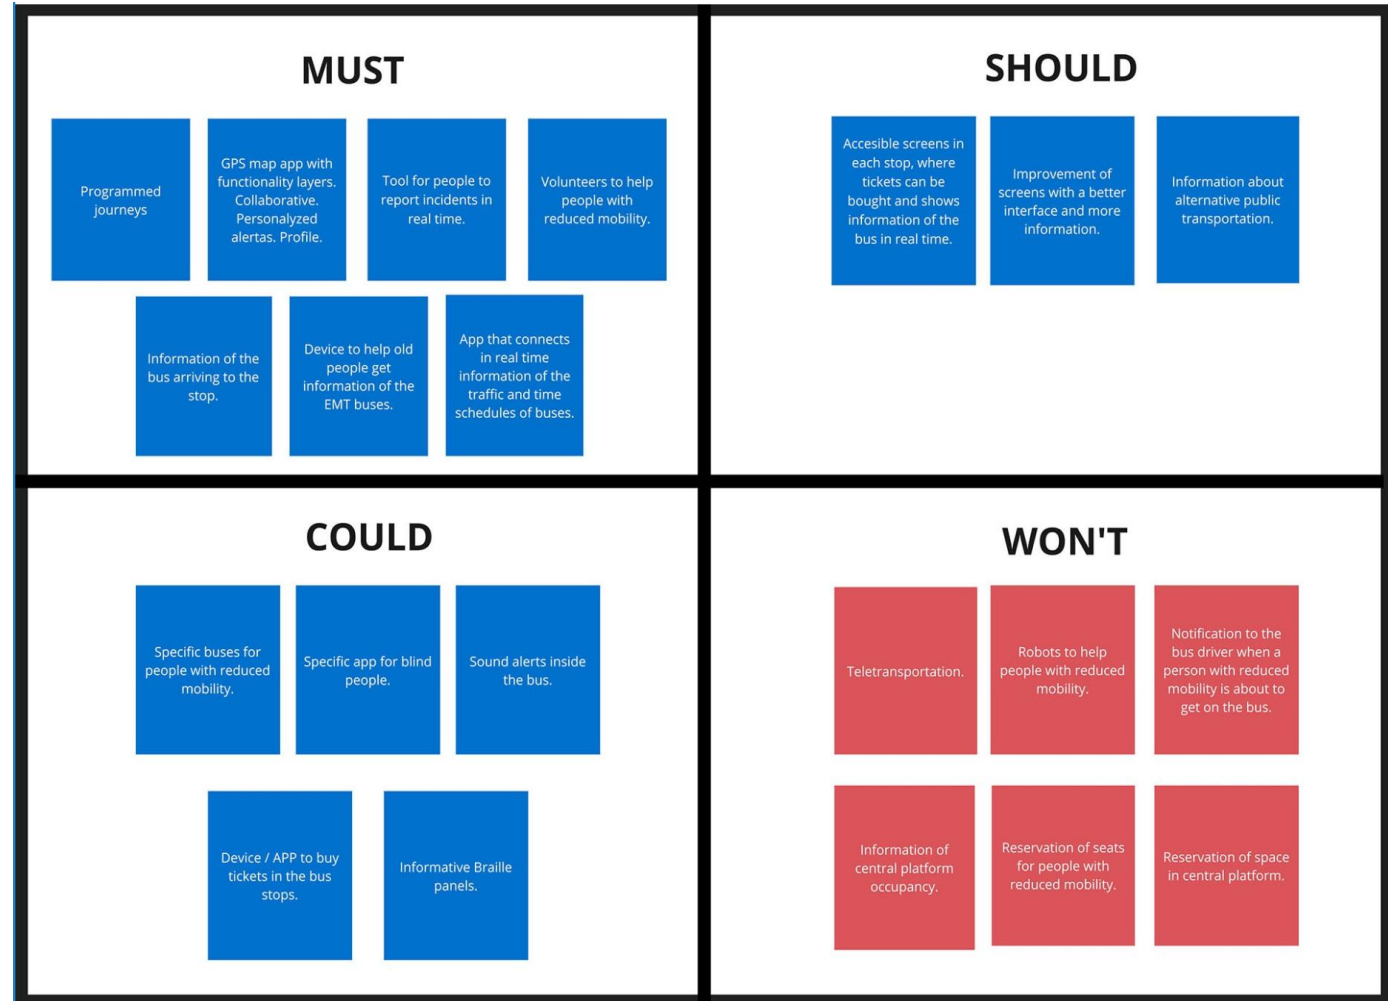 MUST
Programmed
journeys
GPS map app with
functionality layers.
Collaborative.
Personalyzed
alertas. Profile.
Tool for people to
report incidents in
real time.
Volunteers to help
people with
reduced mobility.
Information of the
bus arriving to the
stop.
Device to help old
people get
information of the
EMT buses.
App that connects
in real time
information of the
traffic and time
schedules of buses.
SHOULD
Accesible screens in
each stop, where
tickets can be
bought and shows
information of the
bus in real time.
Improvement of
screens with a better
interface and more
information.
Information about
alternative public
transportation.
COULD
Specific buses for
people with reduced
mobility.
Specific app for blind
people.
Sound alerts inside
the bus.
Device / APP to buy
tickets in the bus
stops.
Informative Braille
panels.
WON'T
Teletransportation.
Robots to help
people with reduced
mobility.
Notification to the
bus driver when a
person with reduced
mobility is about to
get on the bus.
Information of
central platform
occupancy.
Reservation of seats
for people with
reduced mobility.
Reservation of space
in central platform.